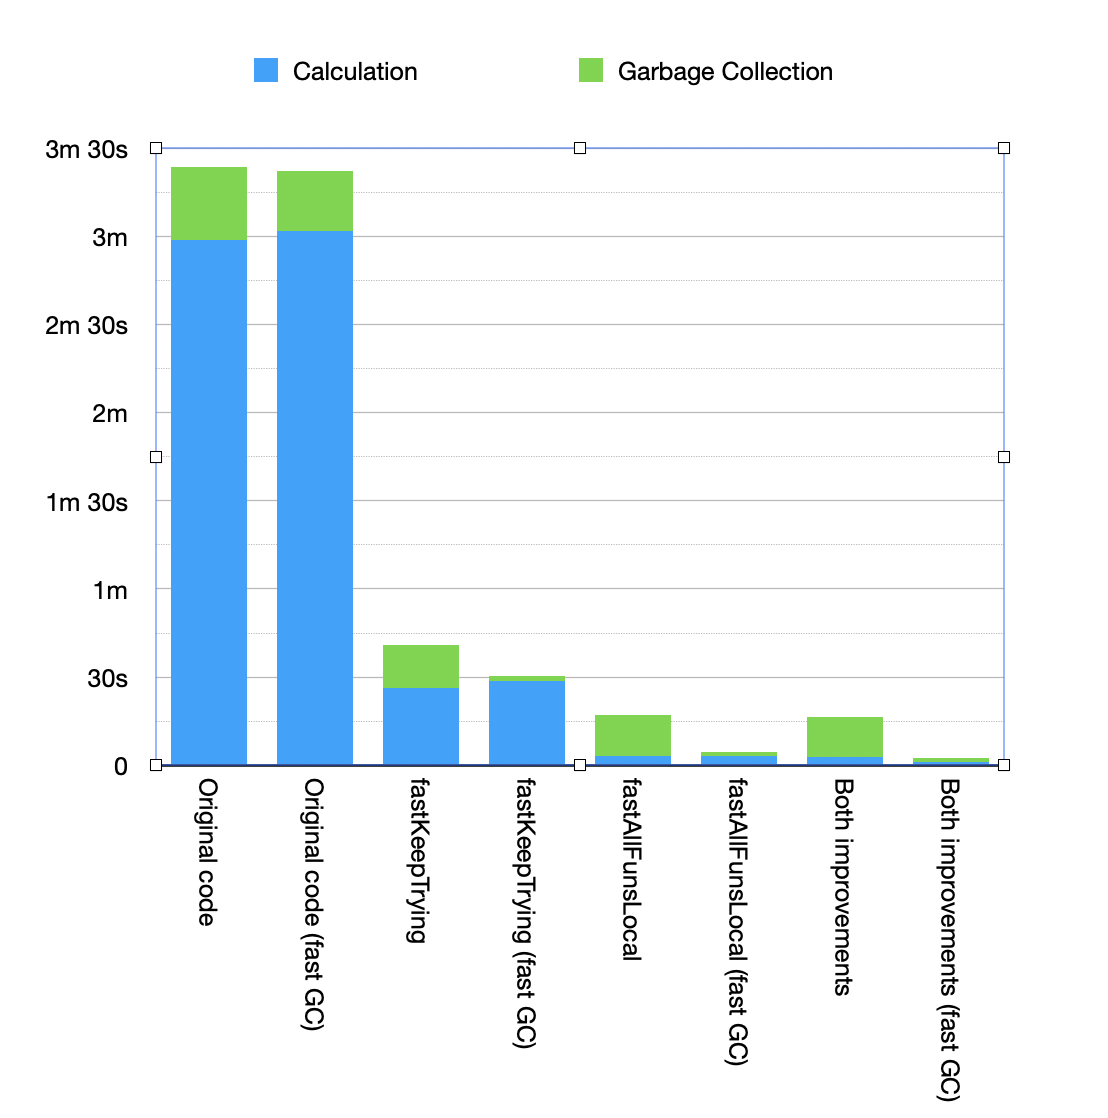 Calculation
Garbage Collection
3m 30s
3m
2m 30s
2m
1m 30s
1m
30s
0
Original code
Original code (fast GC)
fastKeepTrying
fastKeepTrying (fast GC)
fastAllFunsLocal
fastAllFunsLocal (fast GC)
Both improvements
Both improvements (fast GC)